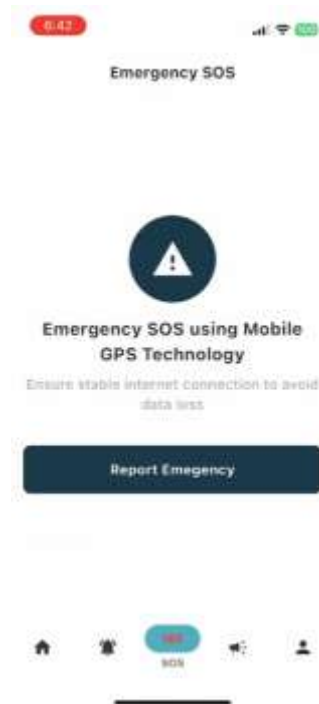 6:42
Emergency SOS
Emergency SOS using Mobile
GPS Technology
Ensure stable internet connection to avoid
data loss
Report Emegency
SOS